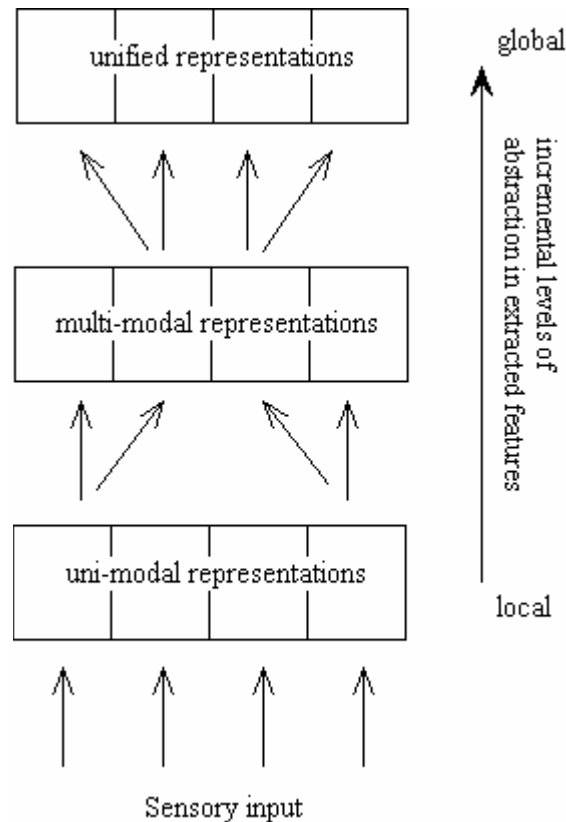 unified representations
global
incremental levels of
abstraction in extracted features
multi-modal representations
uni-modal representations
local
Sensory input